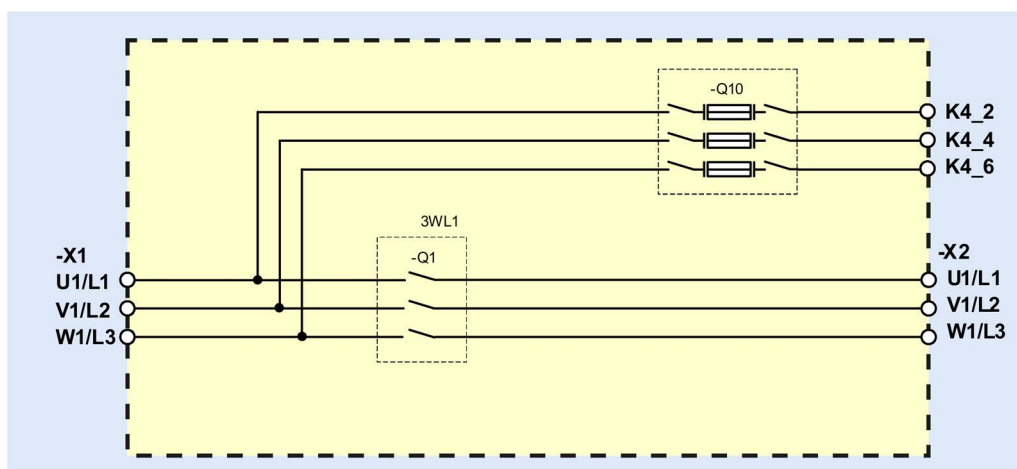 -Q10
K4_2
K4_4
K4_6
3WL1
-X1
-Q1
-X2
U1/L1
U1/L1
V1/L2
V1/L2
W1/L3
W1/L3